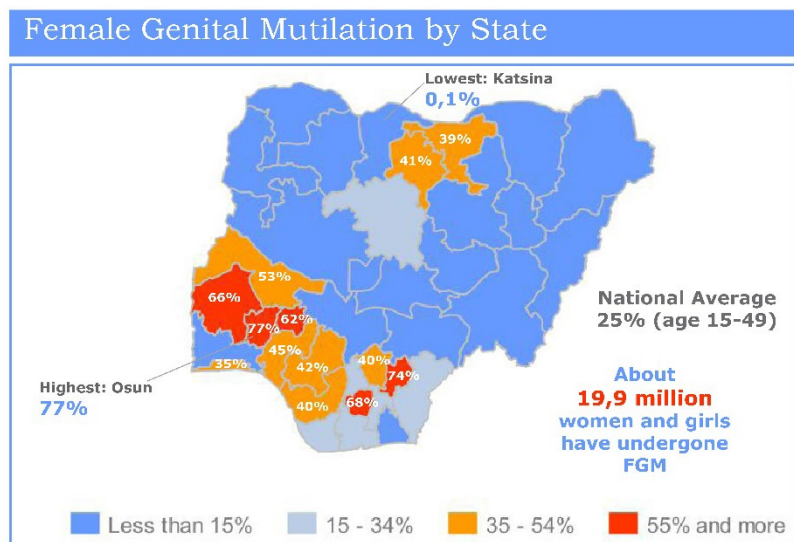 Female Genital Mutilation by State
Lowest: Katsina
0,1%
39%
41%
53%
66%
62%
77%
45%
35%
42%
40%
74%
40%
68%
National Average
25% (age 15-49)
Highest: Osun
77%
About
19,9 million
women and girls
have undergone
FGM
Less than 15%
15 - 34%
35 - 54%
55% and more